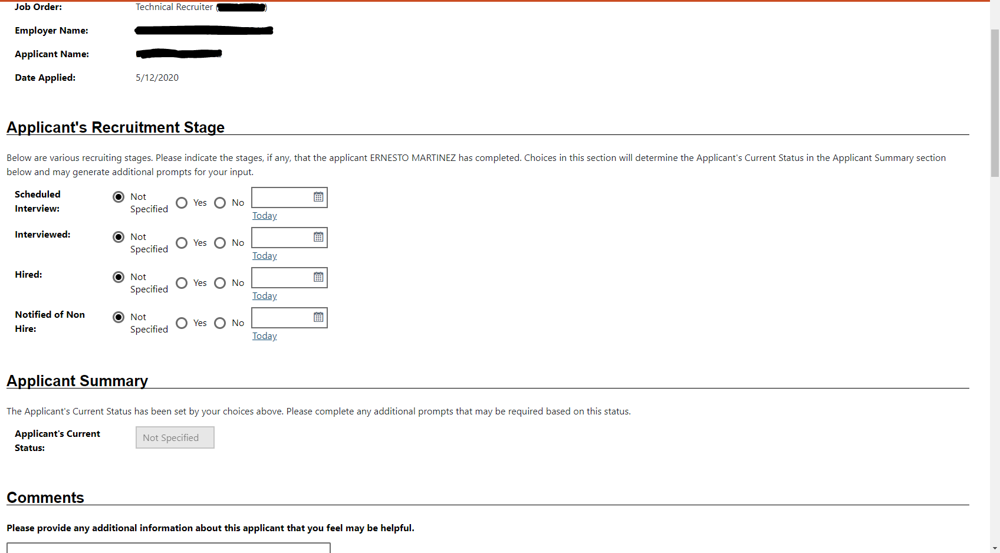 Job Order: Technical Recruiter ( )
Employer Name:
Applicant Name:
Date Applied: 5/12/2020
Applicant's Recruitment Stage
Below are various recruiting stages. Please indicate the stages, if any, that the applicant ERNESTO MARTINEZ has completed. Choices in this section will determine the Applicant's Current Status in the Applicant Summary section
below and may generate additional prompts for your input.
Scheduled Interview: Not Specified Yes No
Today
Interviewed: Not Specified Yes No
Today
Hired: Not Specified Yes No
Today
Notified of Non Hire: Not Specified Yes No
Today
Applicant Summary
The Applicant's Current Status has been set by your choices above. Please complete any additional prompts that may be required based on this status.
Applicant's Current Status: Not Specified
Comments
Please provide any additional information about this applicant that you feel may be helpful.